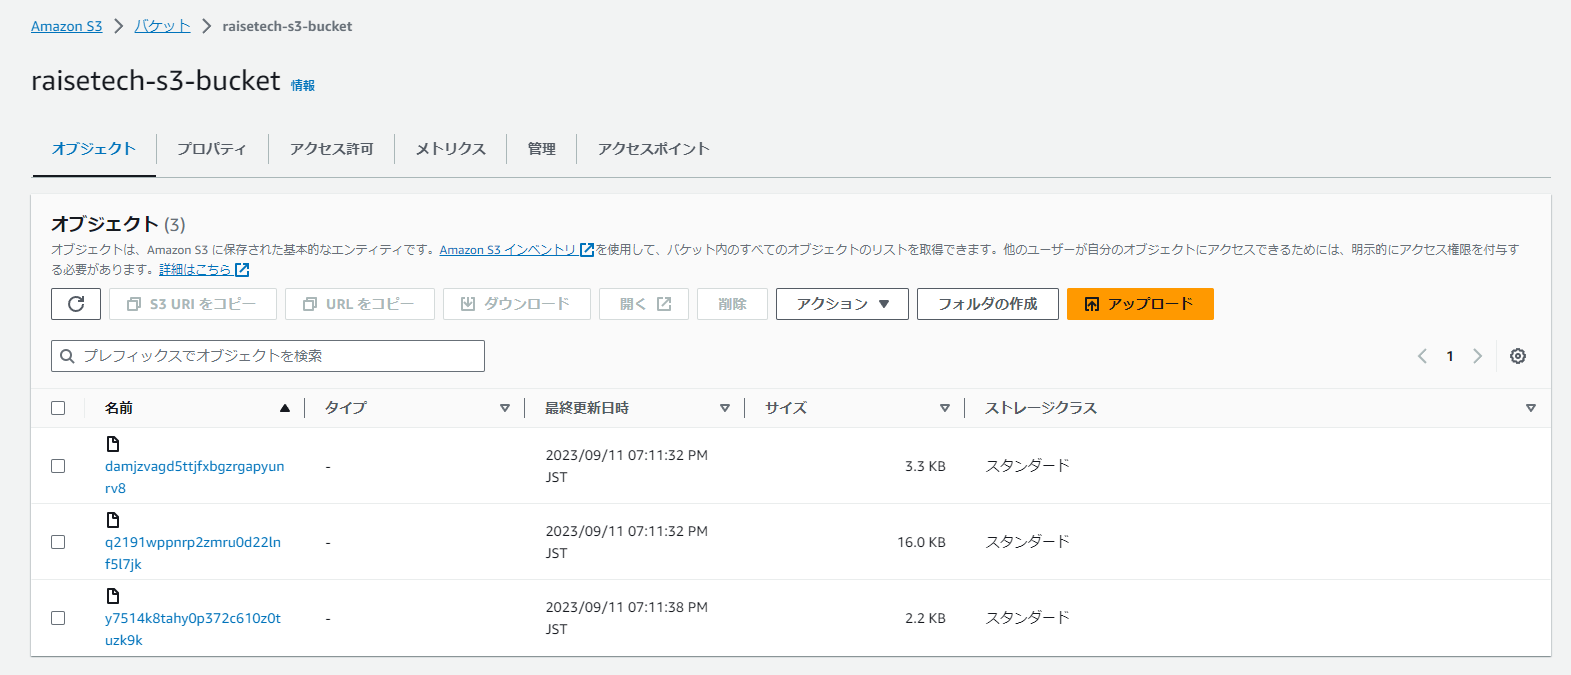 Amazon S3 > バケット > raisetech-s3-bucket
raisetech-s3-bucket 情報
オブジェクト プロパティ アクセス許可 メトリクス 管理 アクセスポイント
オブジェクト (3)
オブジェクトは、Amazon S3 に保存された基本的なエンティティです。Amazon S3 インベントリ を使用して、バケット内のすべてのオブジェクトのリストを取得できます。他のユーザーが自分のオブジェクトにアクセスできるためには、明示的にアクセス権限を付与す
る必要があります。詳細はこちら
S3 URI をコピー URL をコピー ダウンロード 開く 削除 アクション フォルダの作成 アップロード
プレフィックスでオブジェクトを検索 1
名前 タイプ 最終更新日時 サイズ ストレージクラス
damjzvagd5ttjfxbgzrgapyun
rv8
-
2023/09/11 07:11:32 PM
JST
3.3 KB
スタンダード
q2191wppnrp2zmru0d22ln
f5l7jk
-
2023/09/11 07:11:32 PM
JST
16.0 KB
スタンダード
y7514k8tahy0p372c610z0t
uzk9k
-
2023/09/11 07:11:38 PM
JST
2.2 KB
スタンダード